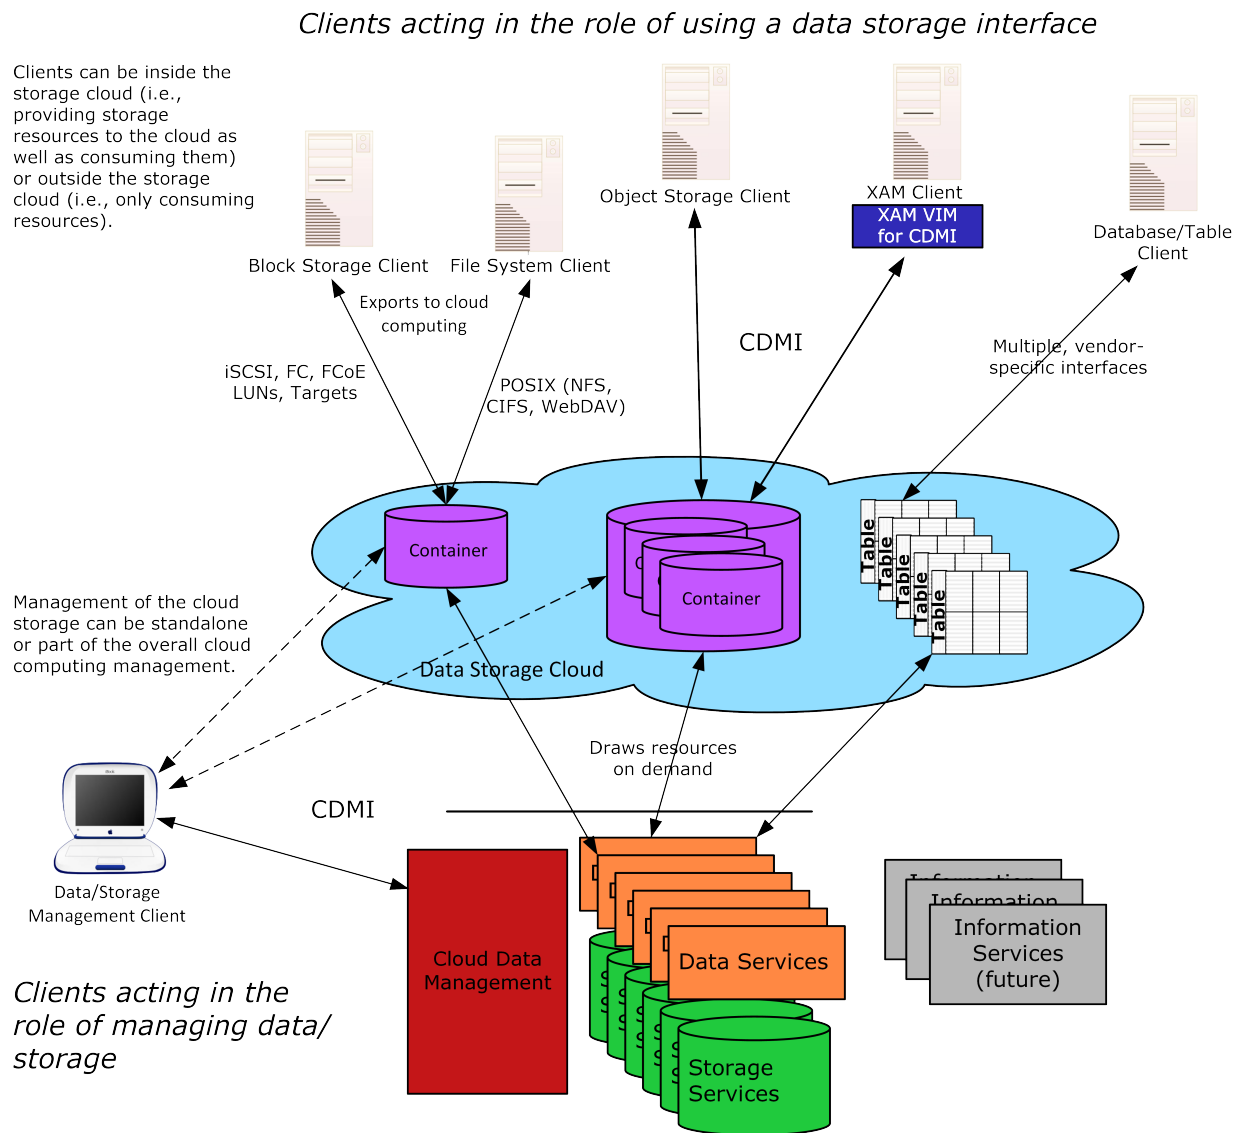 Clients acting in the role of using a data storage interface
Clients can be inside the
storage cloud (i.e.,
providing storage
resources to the cloud as
well as consuming them)
or outside the storage
cloud (i.e., only consuming
resources).
Block Storage Client
File System Client
Object Storage Client
XAM Client
XAM VIM
for CDMI
Database/Table
Client
Exports to cloud
computing
iSCSI, FC, FCoE
LUNs, Targets
POSIX (NFS,
CIFS, WebDAV)
CDMI
Multiple, vendor-
specific interfaces
Container
Container
Table
Table
Table
Table
Table
Data Storage Cloud
Management of the cloud
storage can be standalone
or part of the overall cloud
computing management.
Draws resources
on demand
CDMI
Data/Storage
Management Client
Cloud Data
Management
Data Services
Storage
Services
Information
Information
Information
Services
(future)
Clients acting in the
role of managing data/
storage